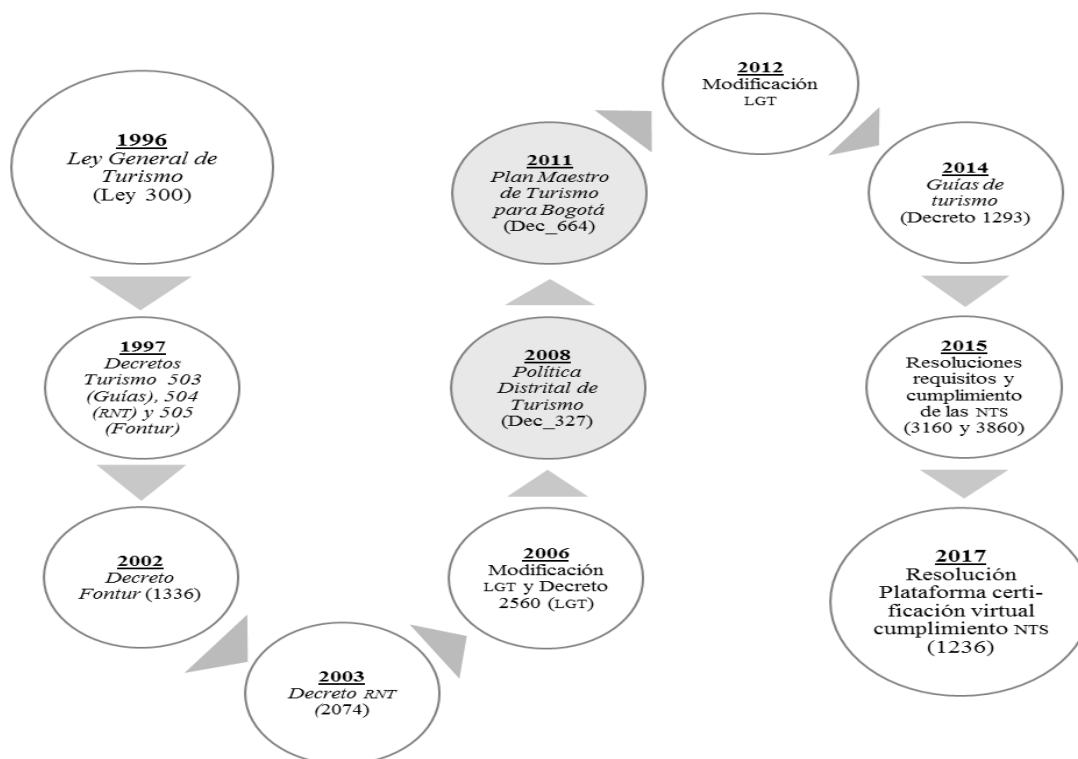 1996
Ley General de
Turismo
(Ley 300)
1997
Decretos
Turismo 503
(Guías), 504
(RNT) y 505
(Fontur)
2002
Decreto
Fontur (1336)
2003
Decreto RNT
(2074)
2006
Modificación
LGT y Decreto
2560 (LGT)
2008
Política
Distrital de
Turismo
(Dec_327)
2011
Plan Maestro
de Turismo
para Bogotá
(Dec_664)
2012
Modificación
LGT
2014
Guías de
turismo
(Decreto 1293)
2015
Resoluciones
requisitos y
cumplimiento
de las NTS
(3160 y 3860)
2017
Resolución
Plataforma certi-
ficación virtual
cumplimiento NTS
(1236)